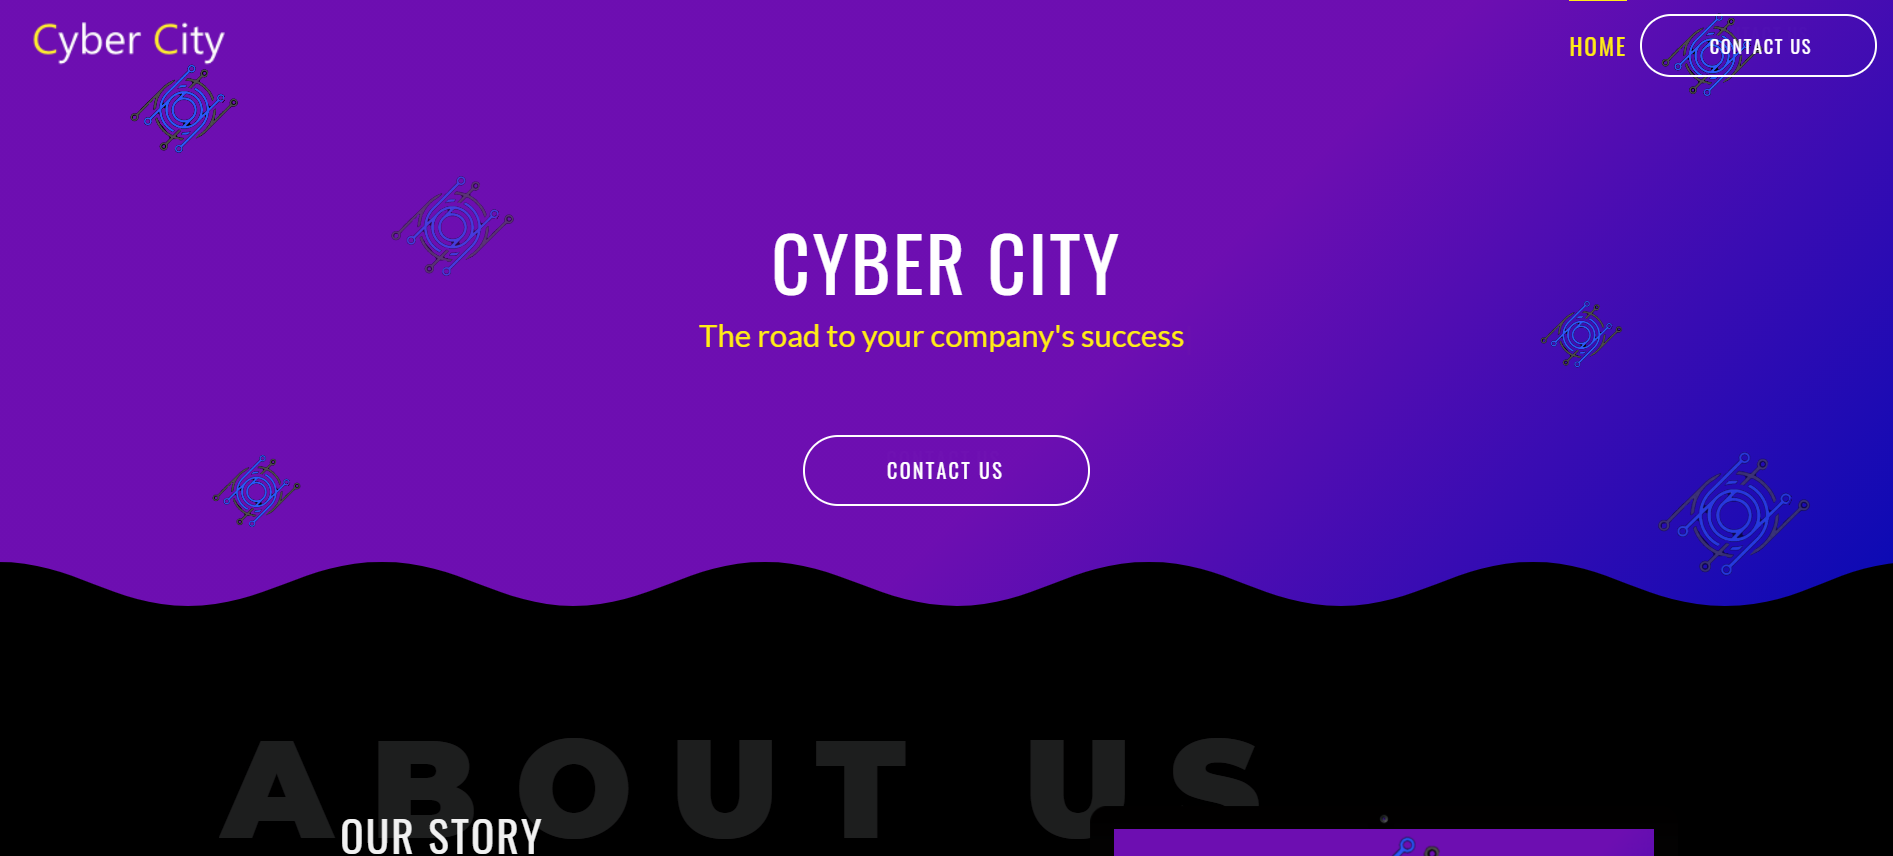 Cyber City
HOME
CONTACT US
CYBER CITY
The road to your company's success
CONTACT US
ABOUT US
OUR STORY